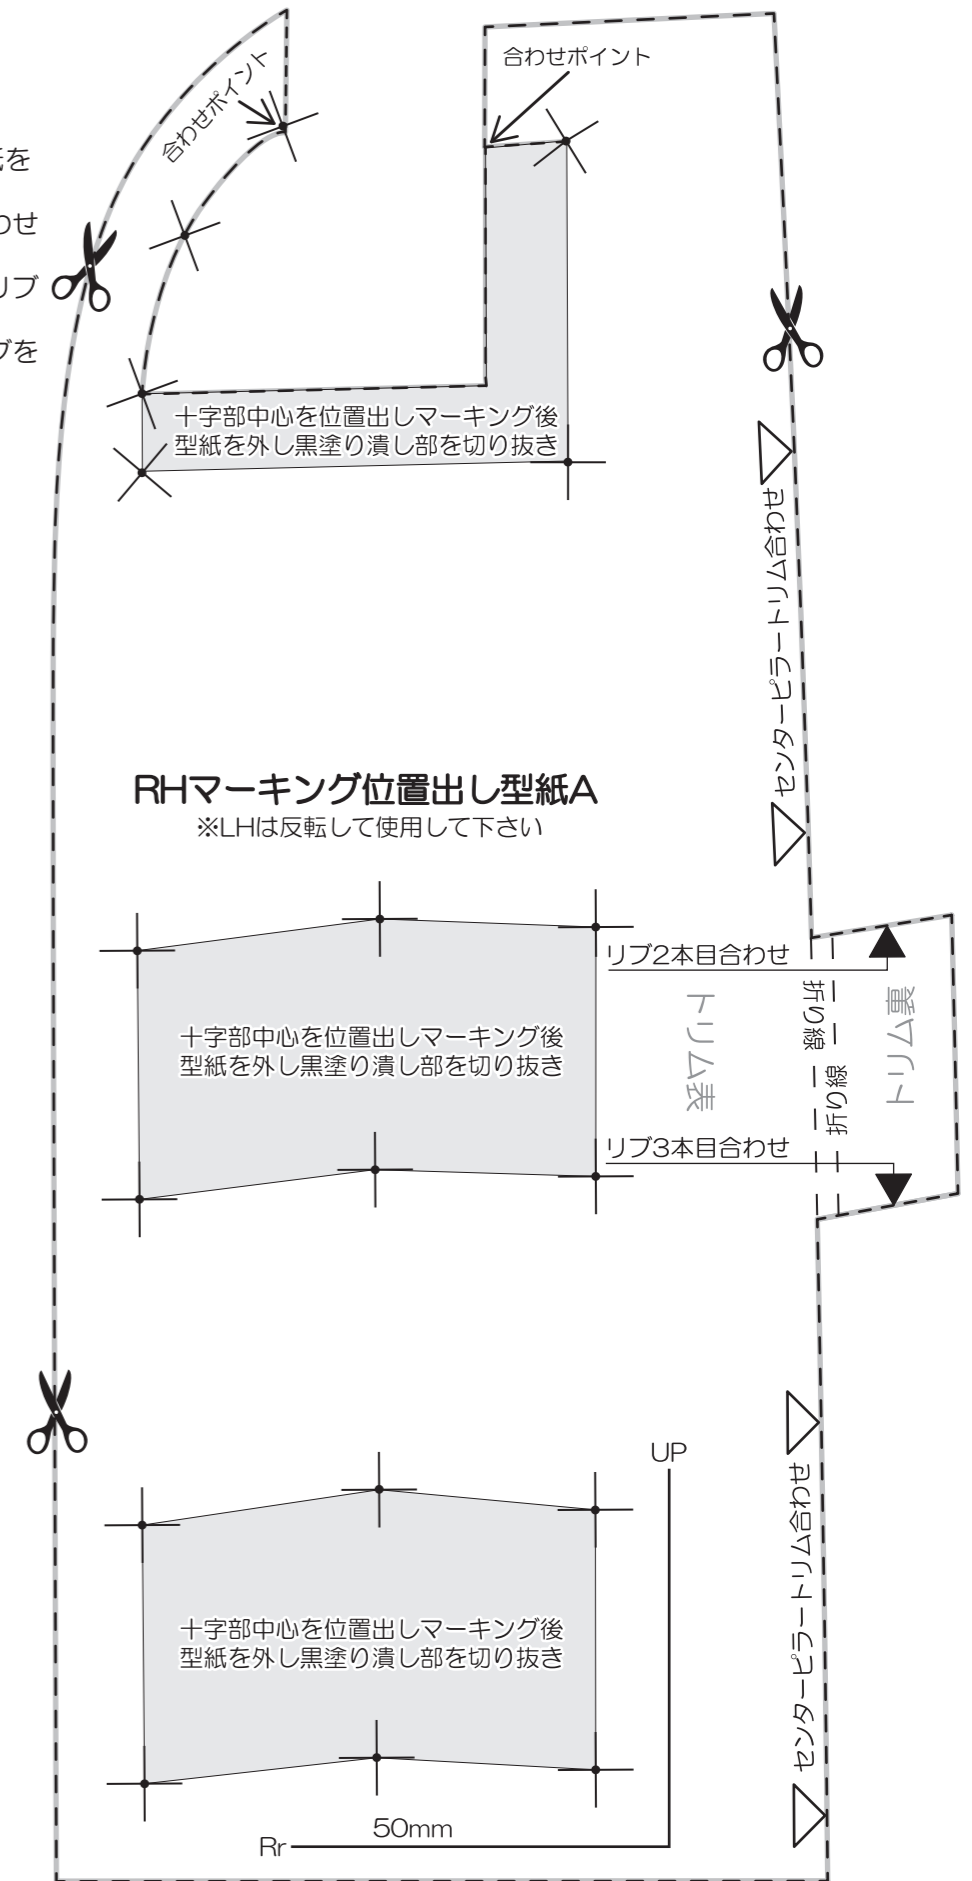 合わせポイント
合わせポイント
紙を
わせ
リブ
ブを
十字部中心を位置出しマーキング後
型紙を外し黒塗り潰し部を切り抜き
センターピラートリム合わせ
RHマーキング位置出し型紙A
※LHは反転して使用して下さい
リブ2本目合わせ
十字部中心を位置出しマーキング後
型紙を外し黒塗り潰し部を切り抜き
トリム表
折り線
折り線
トリム裏
リブ3本目合わせ
UP
十字部中心を位置出しマーキング後
型紙を外し黒塗り潰し部を切り抜き
センターピラートリム合わせ
50mm
Rr